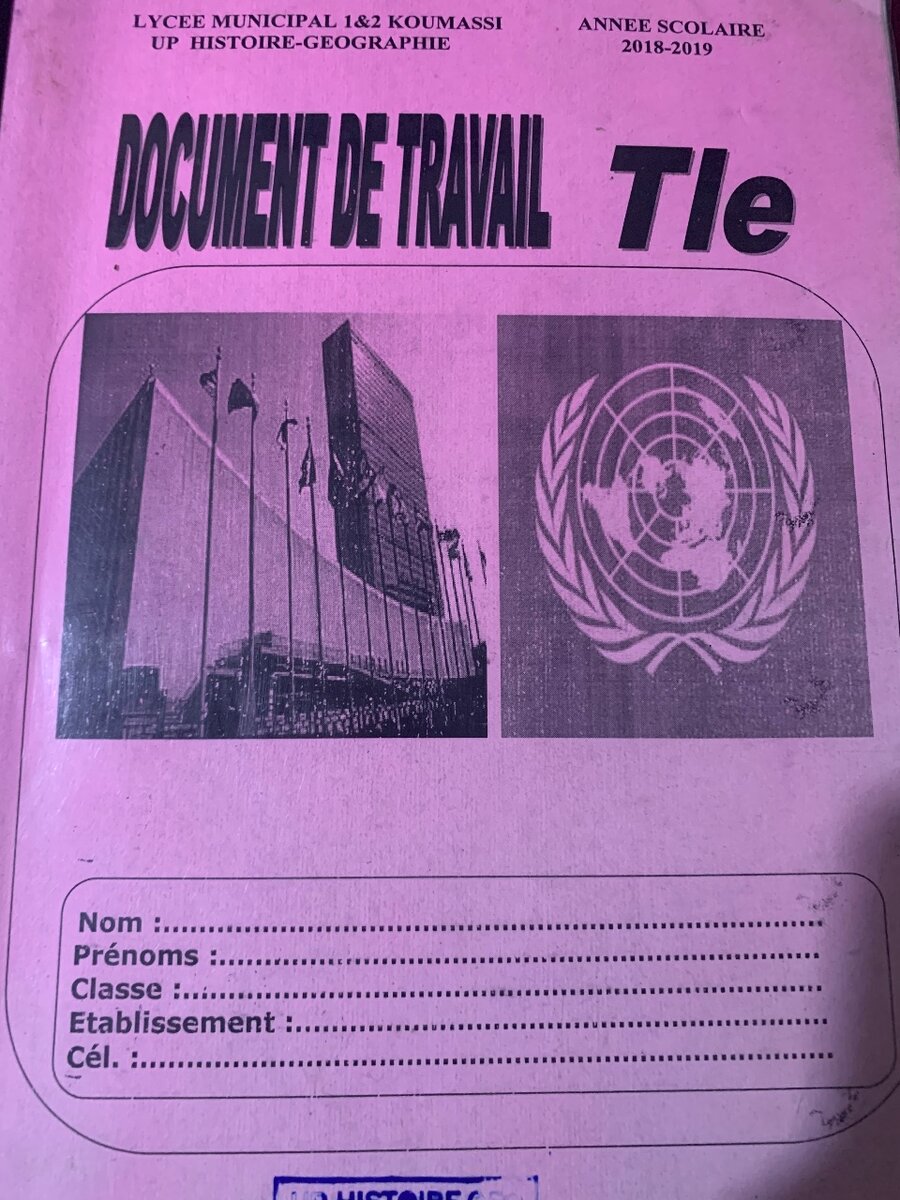 LYCEE MUNICIPAL 1&2 KOUMASSI
UP HISTOIRE-GEOGRAPHIE
ANNEE SCOLAIRE
2018-2019
DOCUMENT DE TRAVAIL Tle
Nom :
Prénoms :
Classe :
Etablissement :
Cél. :
HISTOIRE